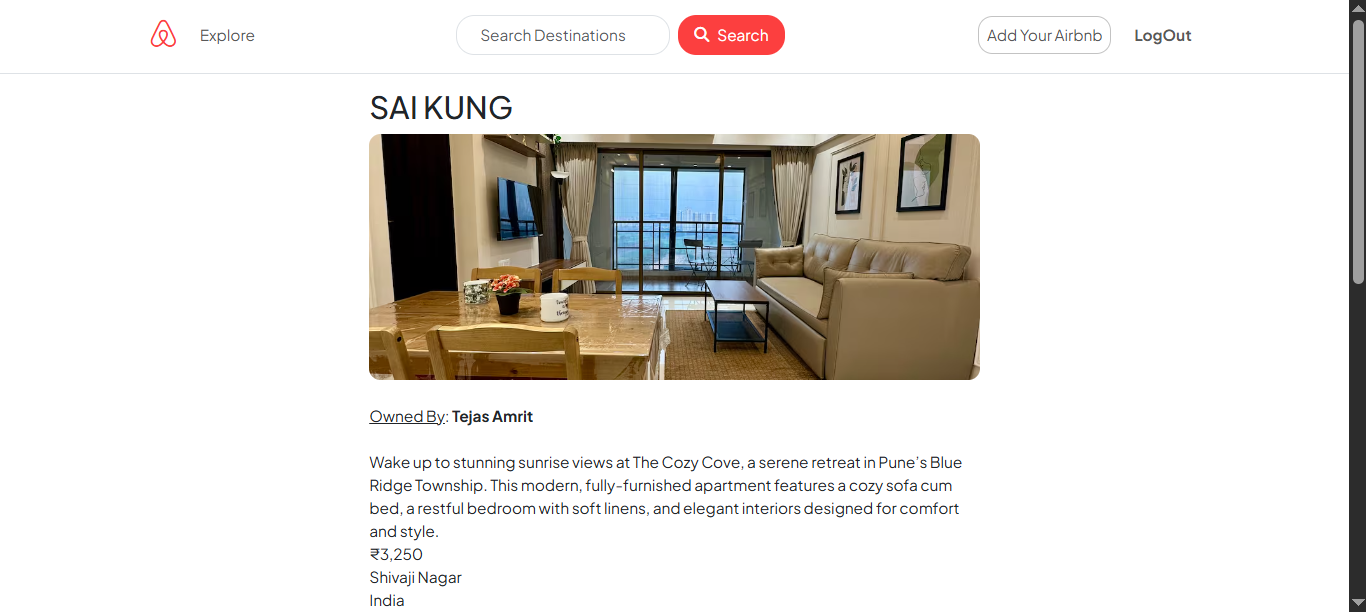 Explore
Search Destinations
Search
Add Your Airbnb
LogOut
SAI KUNG
Owned By: Tejas Amrit
Wake up to stunning sunrise views at The Cozy Cove, a serene retreat in Pune's Blue
Ridge Township. This modern, fully-furnished apartment features a cozy sofa cum
bed, a restful bedroom with soft linens, and elegant interiors designed for comfort
and style.
₹3,250
Shivaji Nagar
India